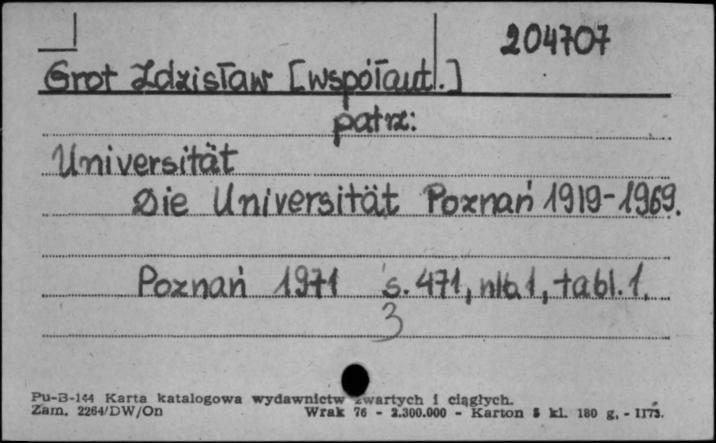 204707
Grot Zdzisław [współaut.]
patrz:
Universität
Die Universität Poznań 1919-1969.
Poznań 1971 s. 471, nlb.1, tabl.1.
3
Pu-B-144 Karta katalogowa wydawnictw zwartych i ciągłych.
Zam. 2264/DW/On Wrak 76 - 2.300.000 - Karton 5 kl. 180 g. -